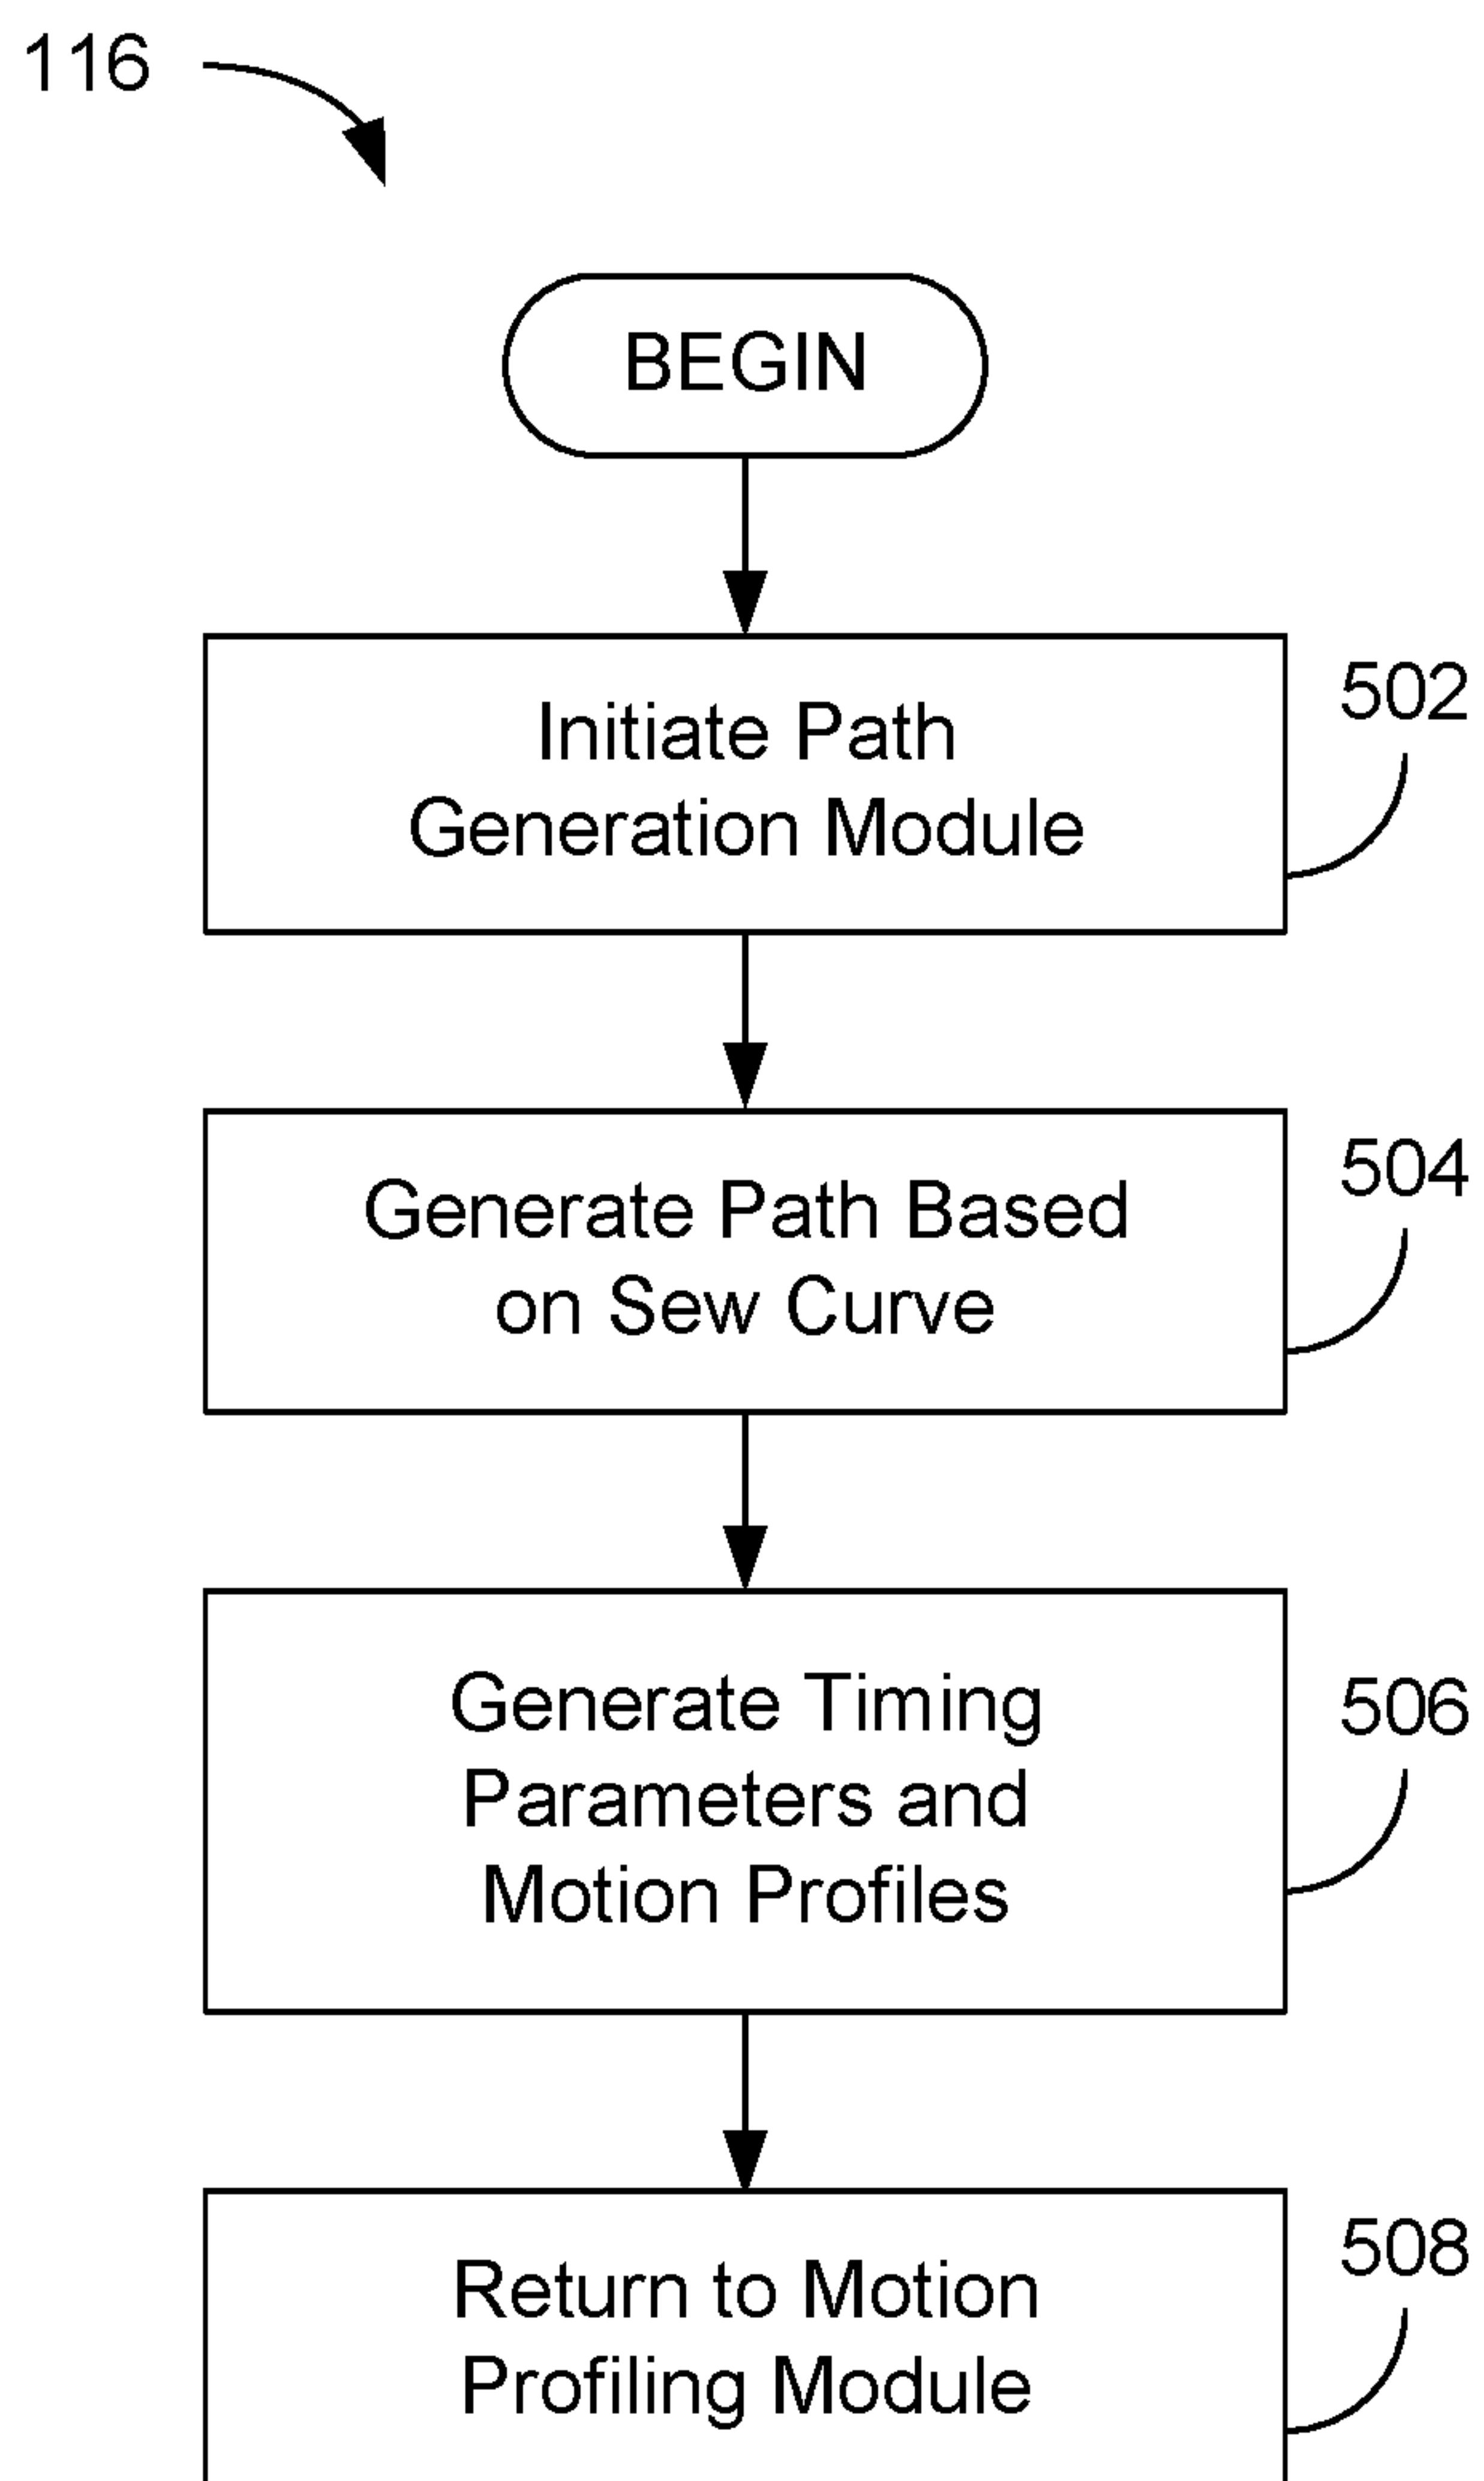 116
BEGIN
502
Initiate Path
Generation Module
504
Generate Path Based
on Sew Curve
506
Generate Timing
Parameters and
Motion Profiles
508
Return to Motion
Profiling Module